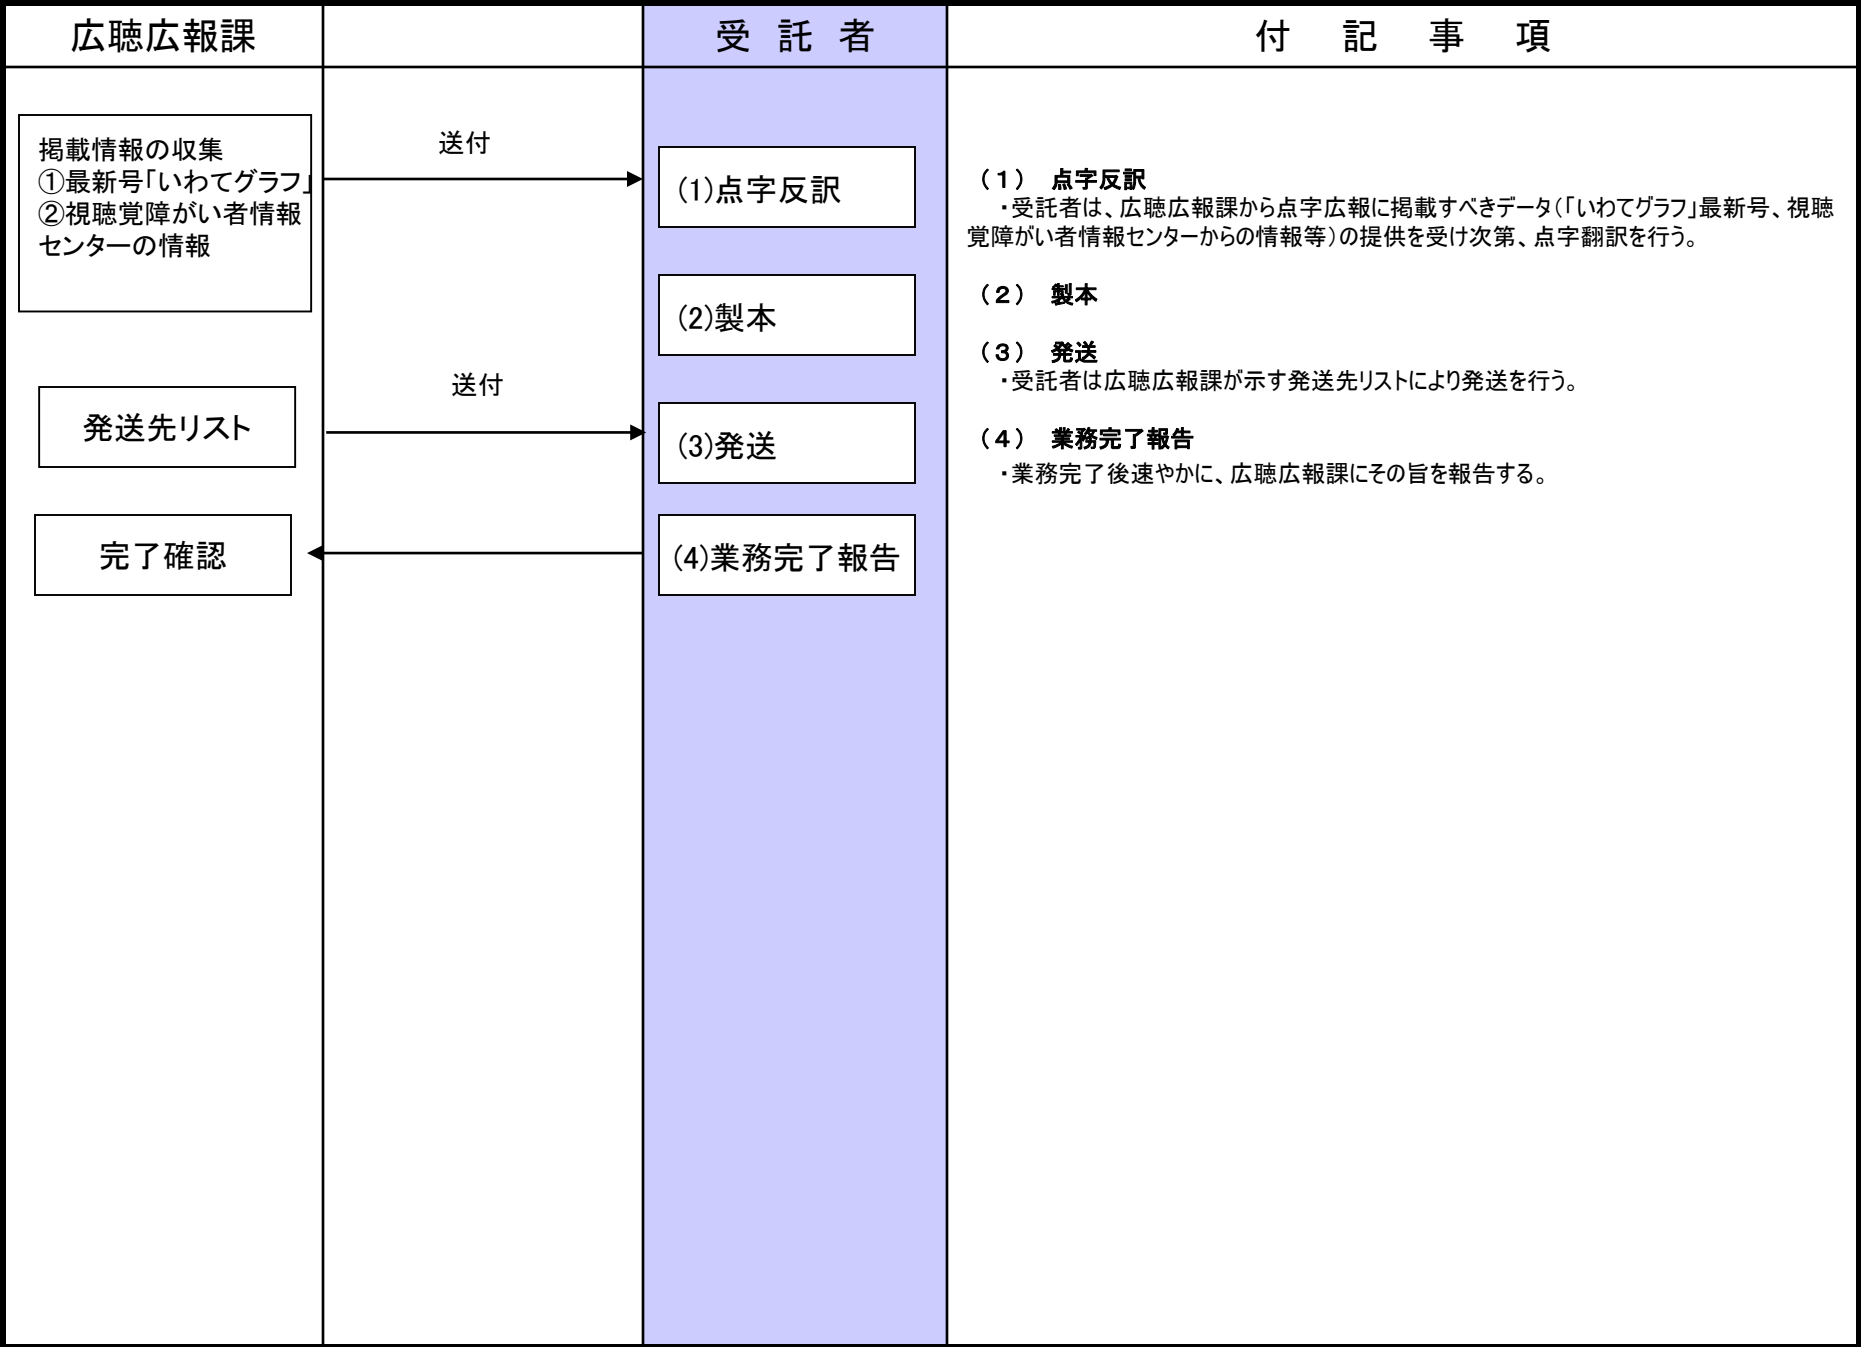 広聴広報課
受 託 者
付 記 事 項
掲載情報の収集
①最新号「いわてグラフ」
②視聴覚障がい者情報
センターの情報
送付
(1)点字反訳
(2)製本
発送先リスト
送付
(3)発送
完了確認
(4)業務完了報告
（１） 点字反訳
・受託者は、広聴広報課から点字広報に掲載すべきデータ（「いわてグラフ」最新号、視聴
覚障がい者情報センターからの情報等）の提供を受け次第、点字翻訳を行う。
（２） 製本
（３） 発送
・受託者は広聴広報課が示す発送先リストにより発送を行う。
（４） 業務完了報告
・業務完了後速やかに、広聴広報課にその旨を報告する。